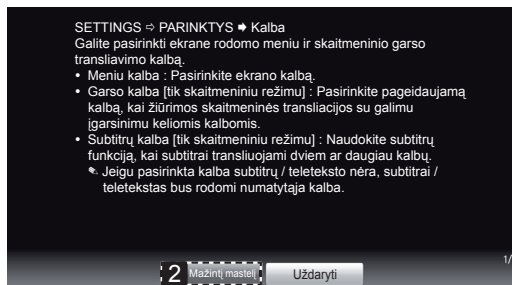 SETTINGS ⇨ PARINKTYS ➨ Kalba
Galite pasirinkti ekrane rodomo meniu ir skaitmeninio garso
transliavimo kalbą.
• Meniu kalba : Pasirinkite ekrano kalbą.
• Garso kalba [tik skaitmeniniu režimu] : Pasirinkite pageidaujamą
kalbą, kai žiūrimos skaitmeninės transliacijos su galimu
įgarsinimu keliomis kalbomis.
• Subtitrų kalba [tik skaitmeniniu režimu] : Naudokite subtitrų
funkciją, kai subtitrai transliuojami dviem ar daugiau kalbų.
✎ Jeigu pasirinkta kalba subtitrų / teleteksto nėra, subtitrai /
teletekstas bus rodomi numatytąja kalba.
1/
2 Mažinti mastelį Uždaryti